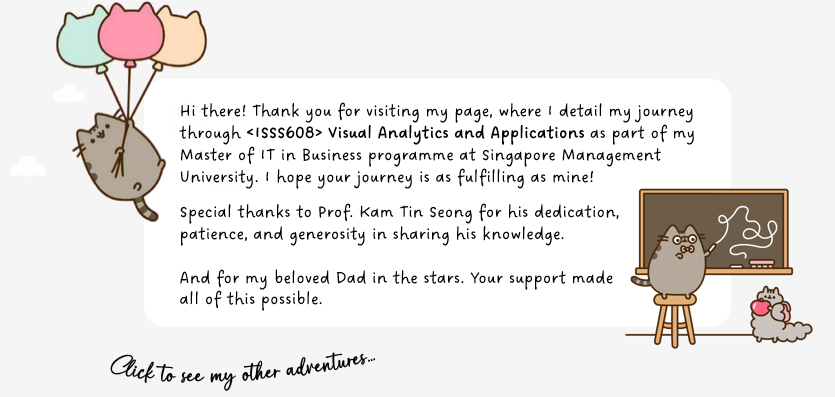 Hi there! Thank you for visiting my page, where I detail my journey
through <ISSS608> Visual Analytics and Applications as part of my
Master of IT in Business programme at Singapore Management
University. I hope your journey is as fulfilling as mine!
Special thanks to Prof. Kam Tin Seong for his dedication,
patience, and generosity in sharing his knowledge.
And for my beloved Dad in the stars. Your support made
all of this possible.
Click to see my other adventures...